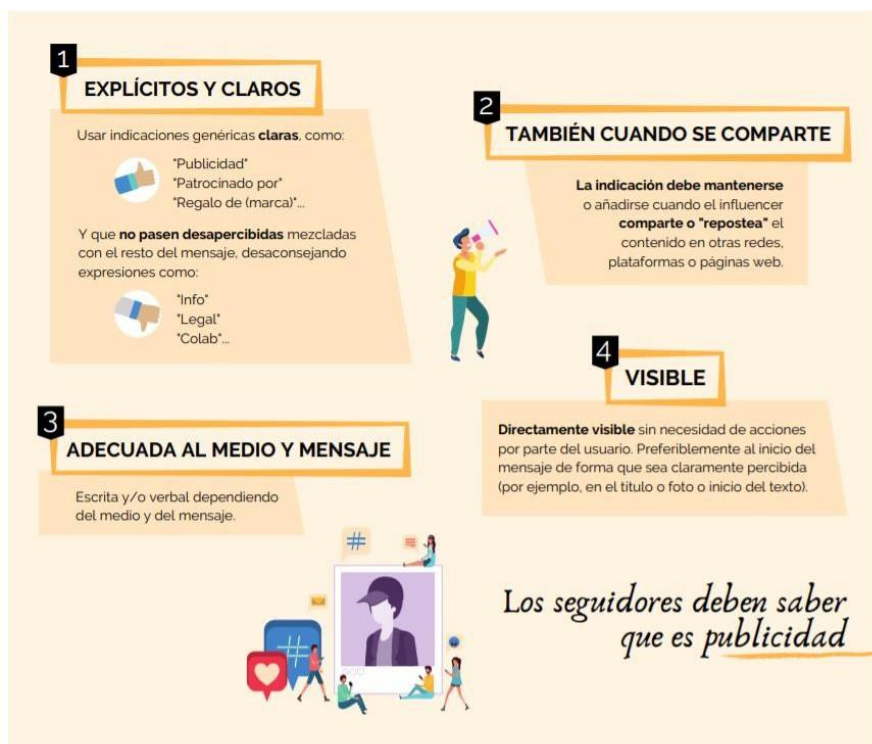 1
EXPLÍCITOS Y CLAROS
Usar indicaciones genéricas claras, como:
"Publicidad"
"Patrocinado por"
"Regalo de (marca)"...
Y que no pasen desapercibidas mezcladas
con el resto del mensaje, desaconsejando
expresiones como:
"Info"
"Legal"
"Colab"...
2
TAMBIÉN CUANDO SE COMPARTE
La indicación debe mantenerse
o añadirse cuando el influencer
comparte o "repostea" el
contenido en otras redes,
plataformas o páginas web.
3
ADECUADA AL MEDIO Y MENSAJE
Escrita y/o verbal dependiendo
del medio y del mensaje.
4
VISIBLE
Directamente visible sin necesidad de acciones
por parte del usuario. Preferiblemente al inicio del
mensaje de forma que sea claramente percibida
(por ejemplo, en el titulo o foto o inicio del texto).
#
#
Los seguidores deben saber
que es publicidad